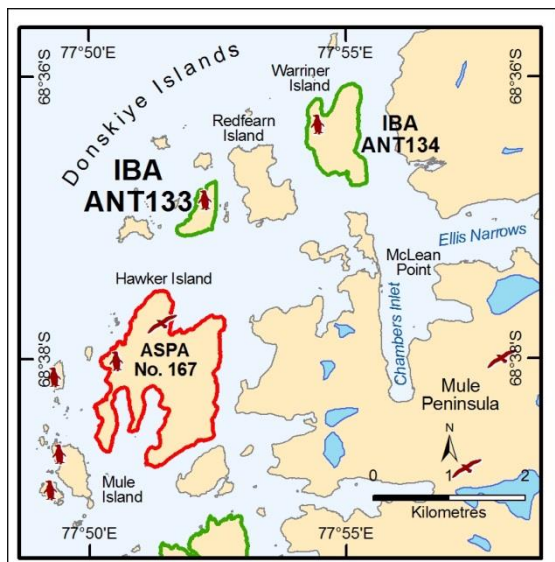 77°50'E
77°55'E
68°36'S
68°36'S
Donskiye Islands
Warriner
Island
Redfearn
Island
IBA
ANT134
IBA
ANT133
Ellis Narrows
McLean
Point
Chambers Inlet
Hawker Island
ASPA
No. 167
68°38'S
68°38'S
Mule
Peninsula
N
Mule
Island
0 1 2
Kilometres
77°50'E
77°55'E